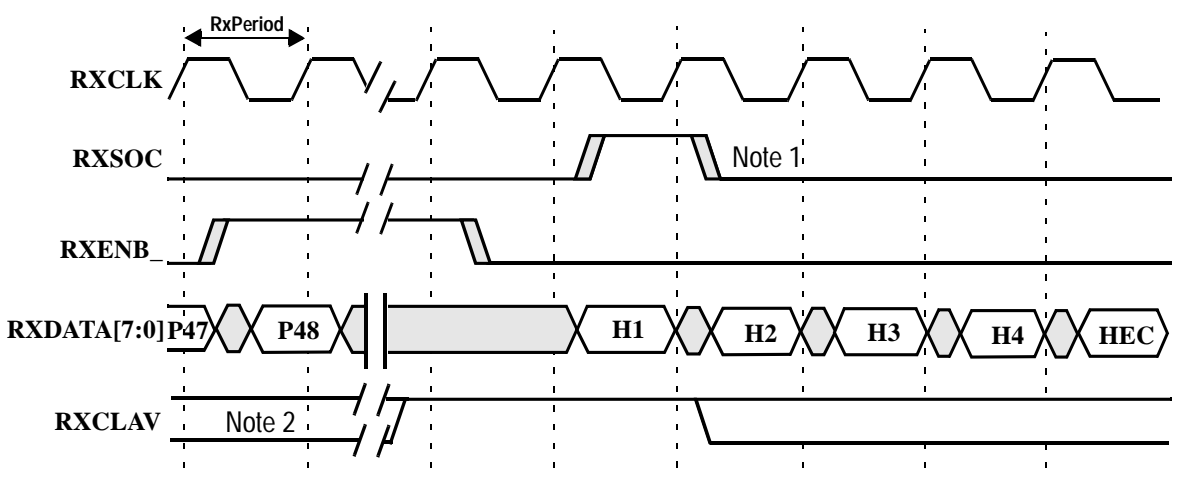 RxPeriod
RXCLK
RXSOC
Note 1
RXENB_
RXDATA[7:0] P47 P48 H1 H2 H3 H4 HEC
RXCLAV
Note 2